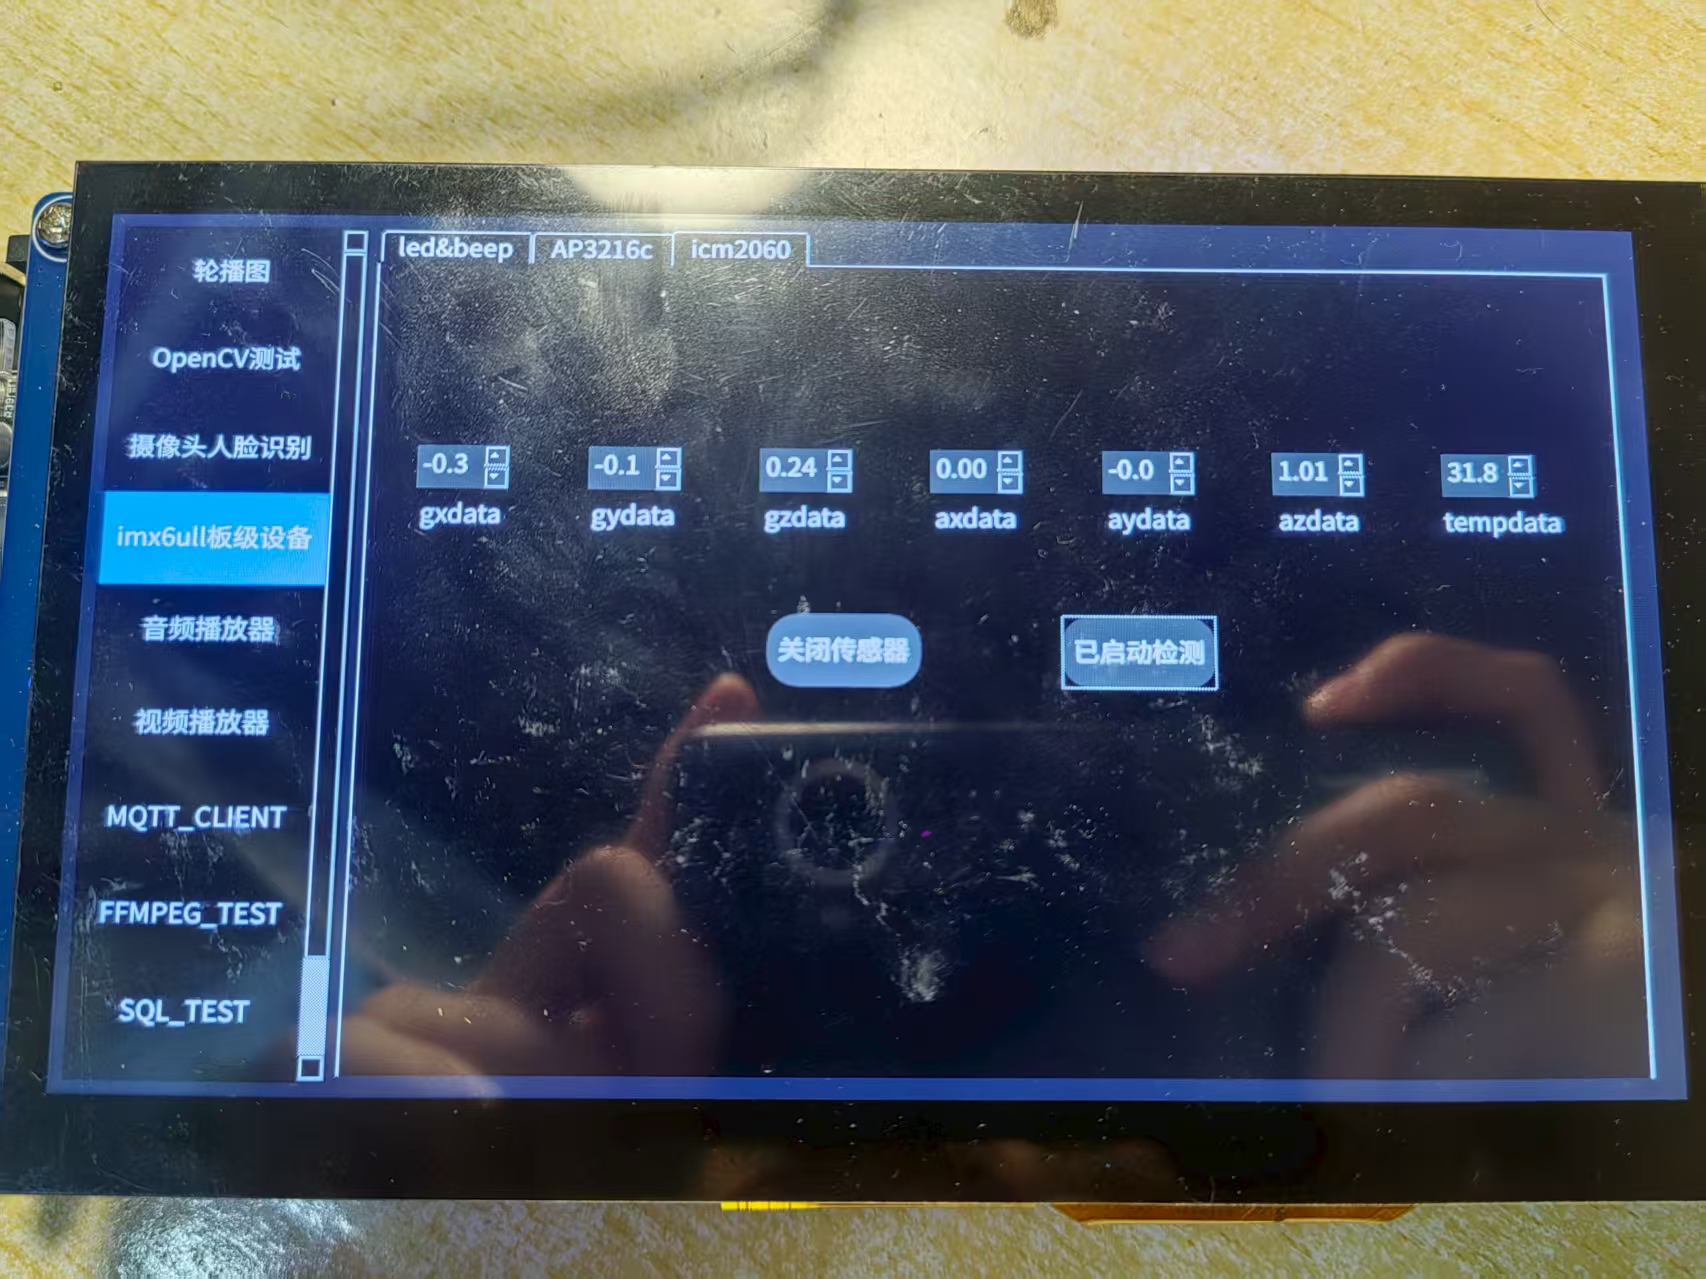 轮播图
OpenCV测试
摄像头人脸识别
imx6ull板级设备
音频播放器
视频播放器
MQTT_CLIENT
FFMPEG_TEST
SQL_TEST
led&beep AP3216c icm2060
-0.3 -0.1 0.24 0.00 -0.0 1.01 31.8
gxdata gydata gzdata axdata aydata azdata tempdata
关闭传感器 已启动检测